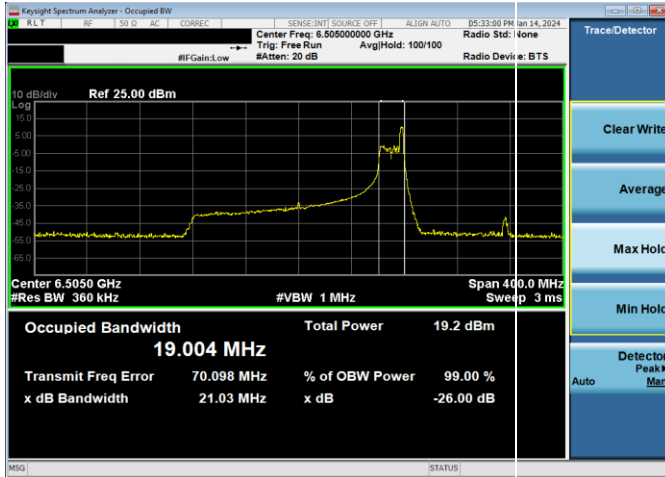 Keysight Spectrum Analyzer - Occupied BW
RLT RF 50 Ω AC CORREC SENSE:INT SOURCE OFF ALIGN AUTO 05:33:00 PM Jan 14, 2024
Center Freq: 6.505000000 GHz Radio Std: None
Trig: Free Run Avg|Hold: 100/100
#IFGain:Low #Atten: 20 dB Radio Device: BTS
Trace/Detector
10 dB/div Ref 25.00 dBm
Log
15.0
5.00
-5.00
-15.0
-25.0
-35.0
-45.0
-55.0
-65.0
Center 6.5050 GHz Span 400.0 MHz
#Res BW 360 kHz #VBW 1 MHz Sweep 3 ms
Occupied Bandwidth Total Power 19.2 dBm
19.004 MHz
Transmit Freq Error 70.098 MHz % of OBW Power 99.00 %
x dB Bandwidth 21.03 MHz x dB -26.00 dB
Clear Write
Average
Max Hold
Min Hold
Detector
Peak
Auto Man
MSG STATUS